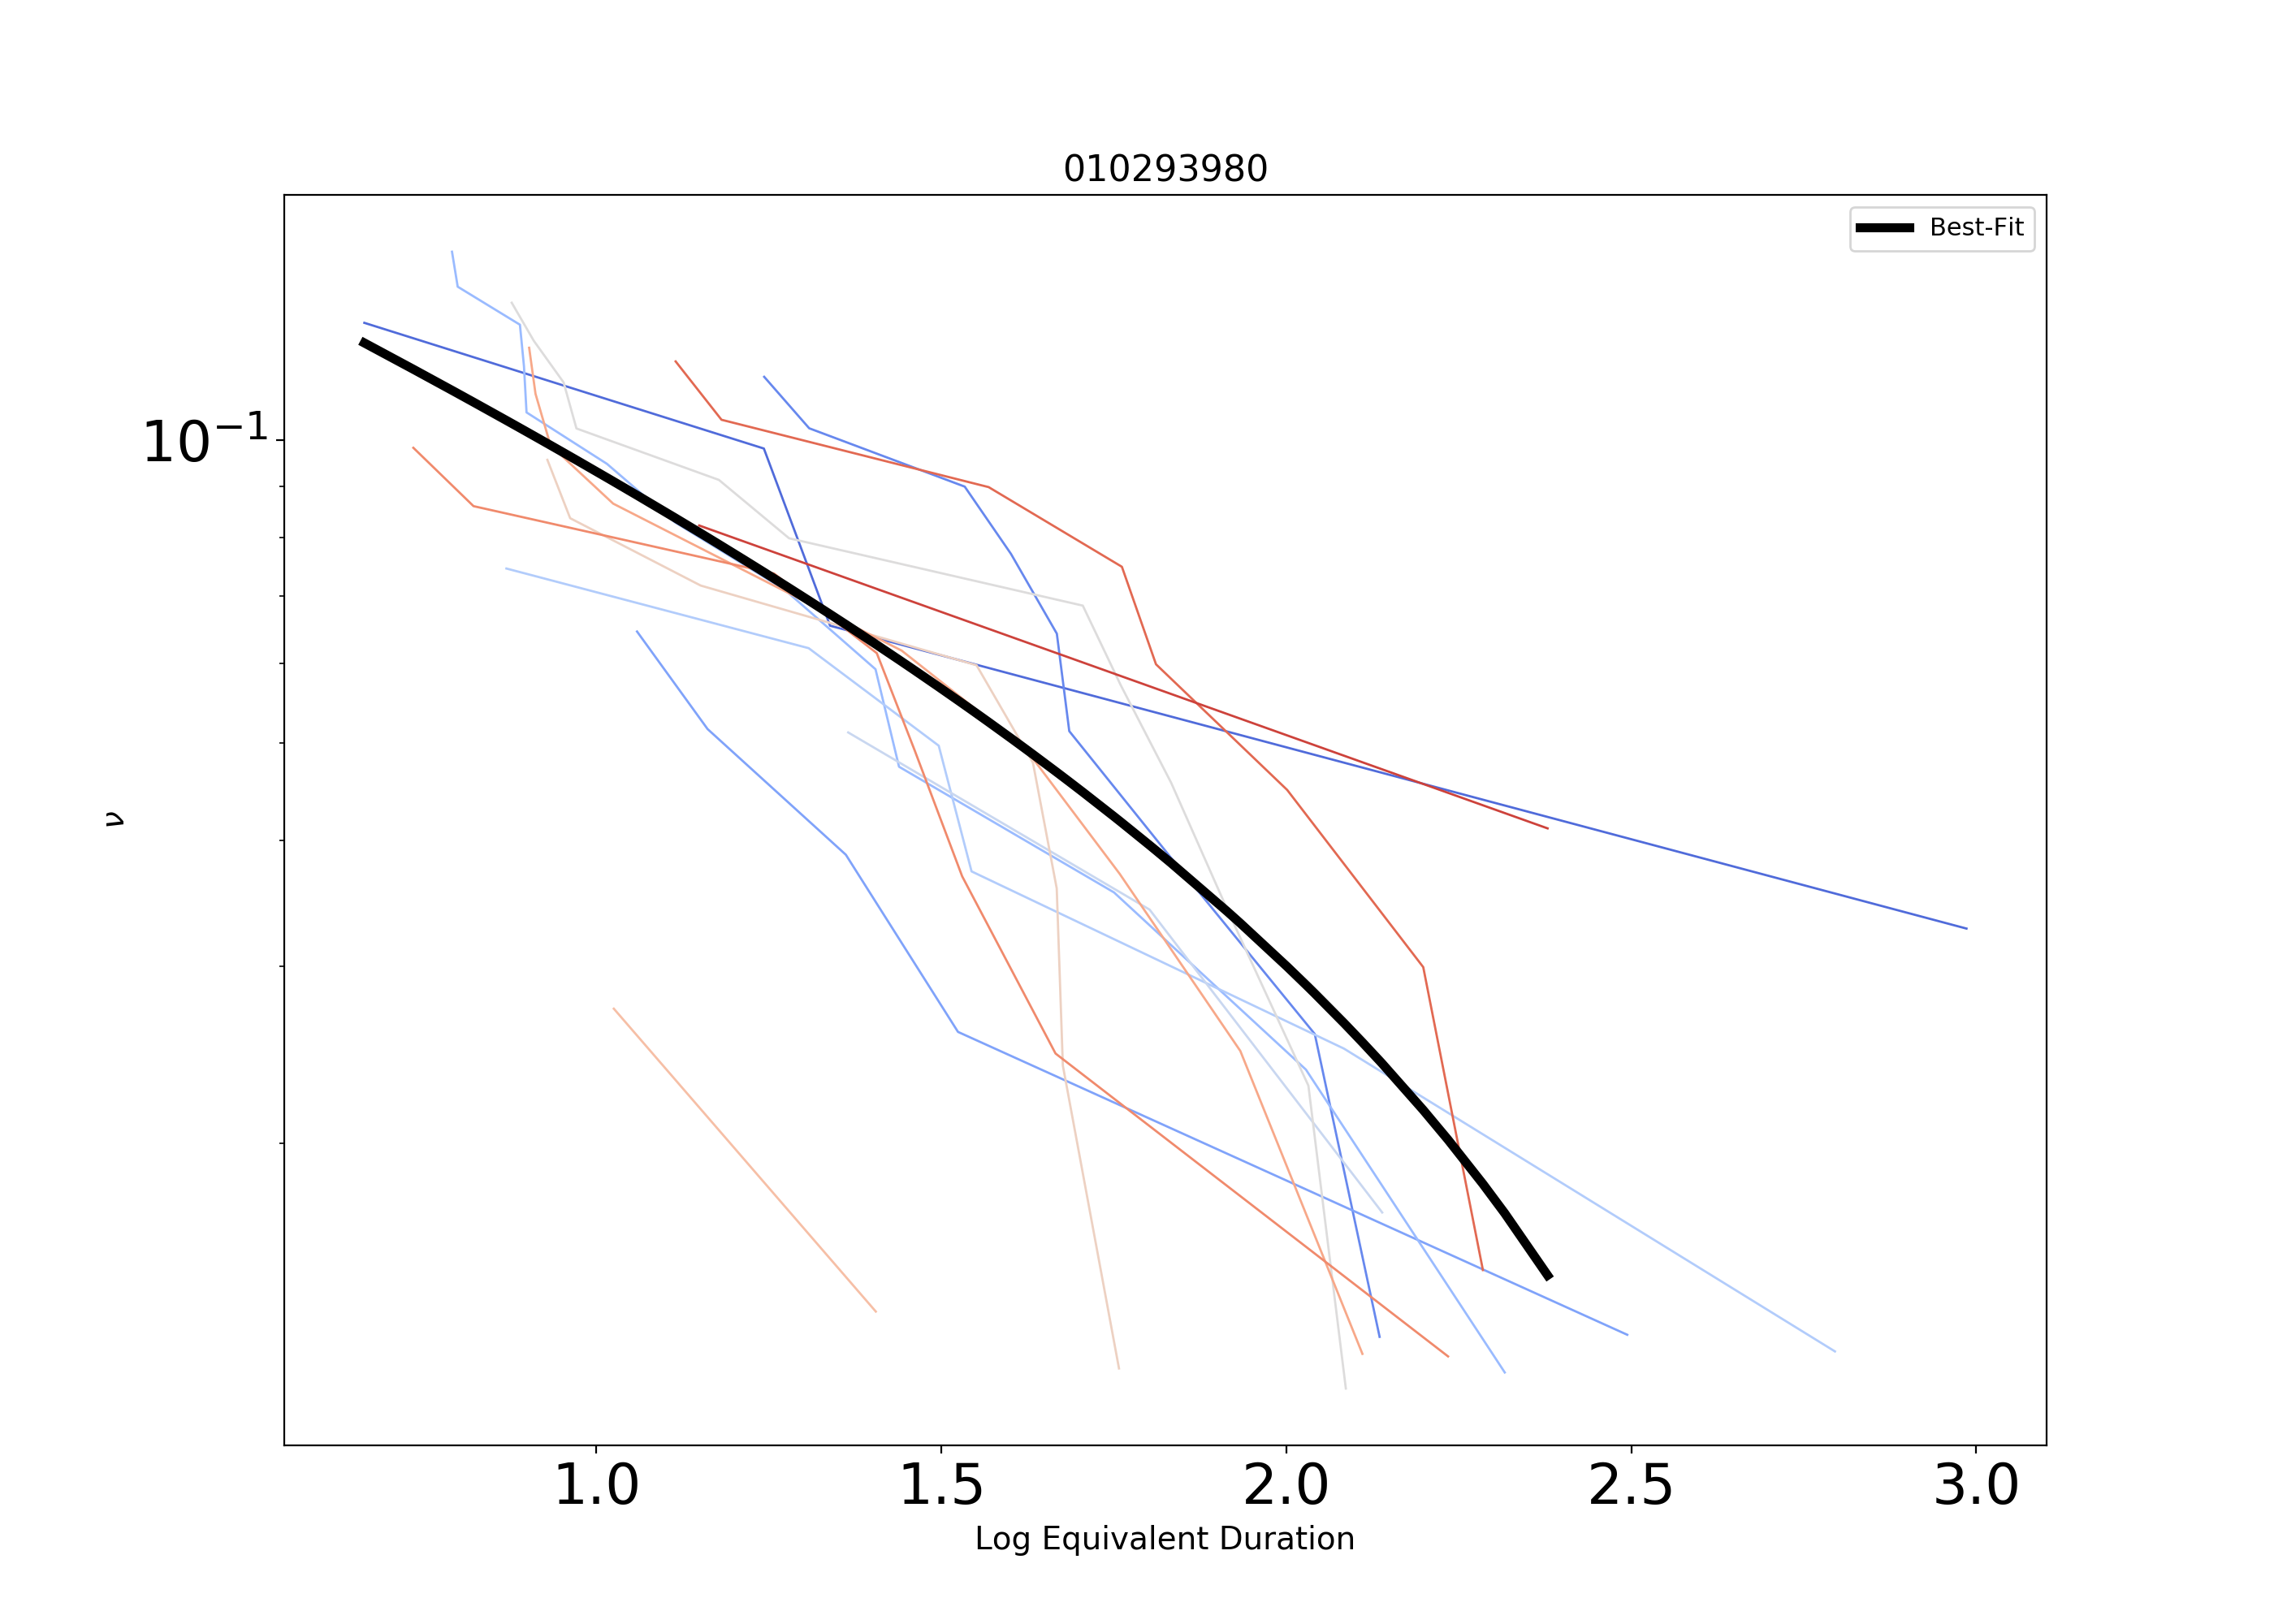 010293980
Best-Fit
10⁻¹
ν
1.0 1.5 2.0 2.5 3.0
Log Equivalent Duration